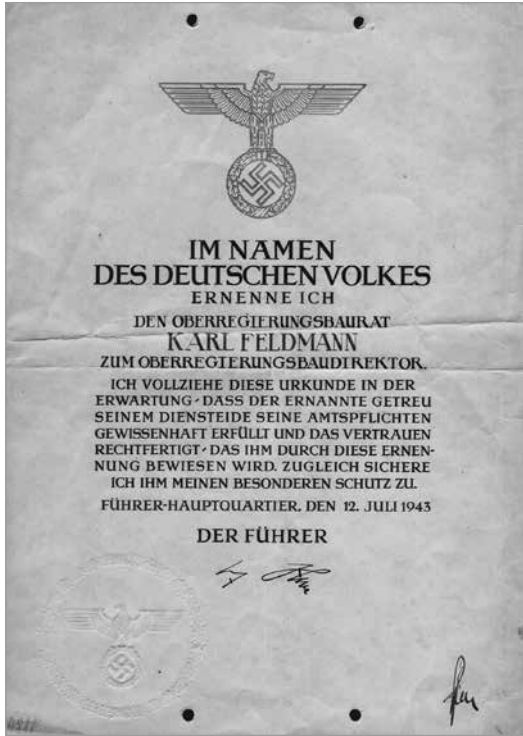 IM NAMEN
DES DEUTSCHEN VOLKES
ERNENNE ICH
DEN OBERREGIERUNGSBAURAT
KARL FELDMANN
ZUM OBERREGIERUNGSBAUDIREKTOR.
ICH VOLLZIEHE DIESE URKUNDE IN DER
ERWARTUNG, DASS DER ERNANNTE GETREU
SEINEM DIENSTEIDE SEINE AMTSPFLICHTEN
GEWISSENHAFT ERFÜLLT UND DAS VERTRAUEN
RECHTFERTIGT, DAS IHM DURCH DIESE ERNEN-
NUNG BEWIESEN WIRD. ZUGLEICH SICHERE
ICH IHM MEINEN BESONDEREN SCHUTZ ZU.
FÜHRER-HAUPTQUARTIER, DEN 12. JULI 1943
DER FÜHRER